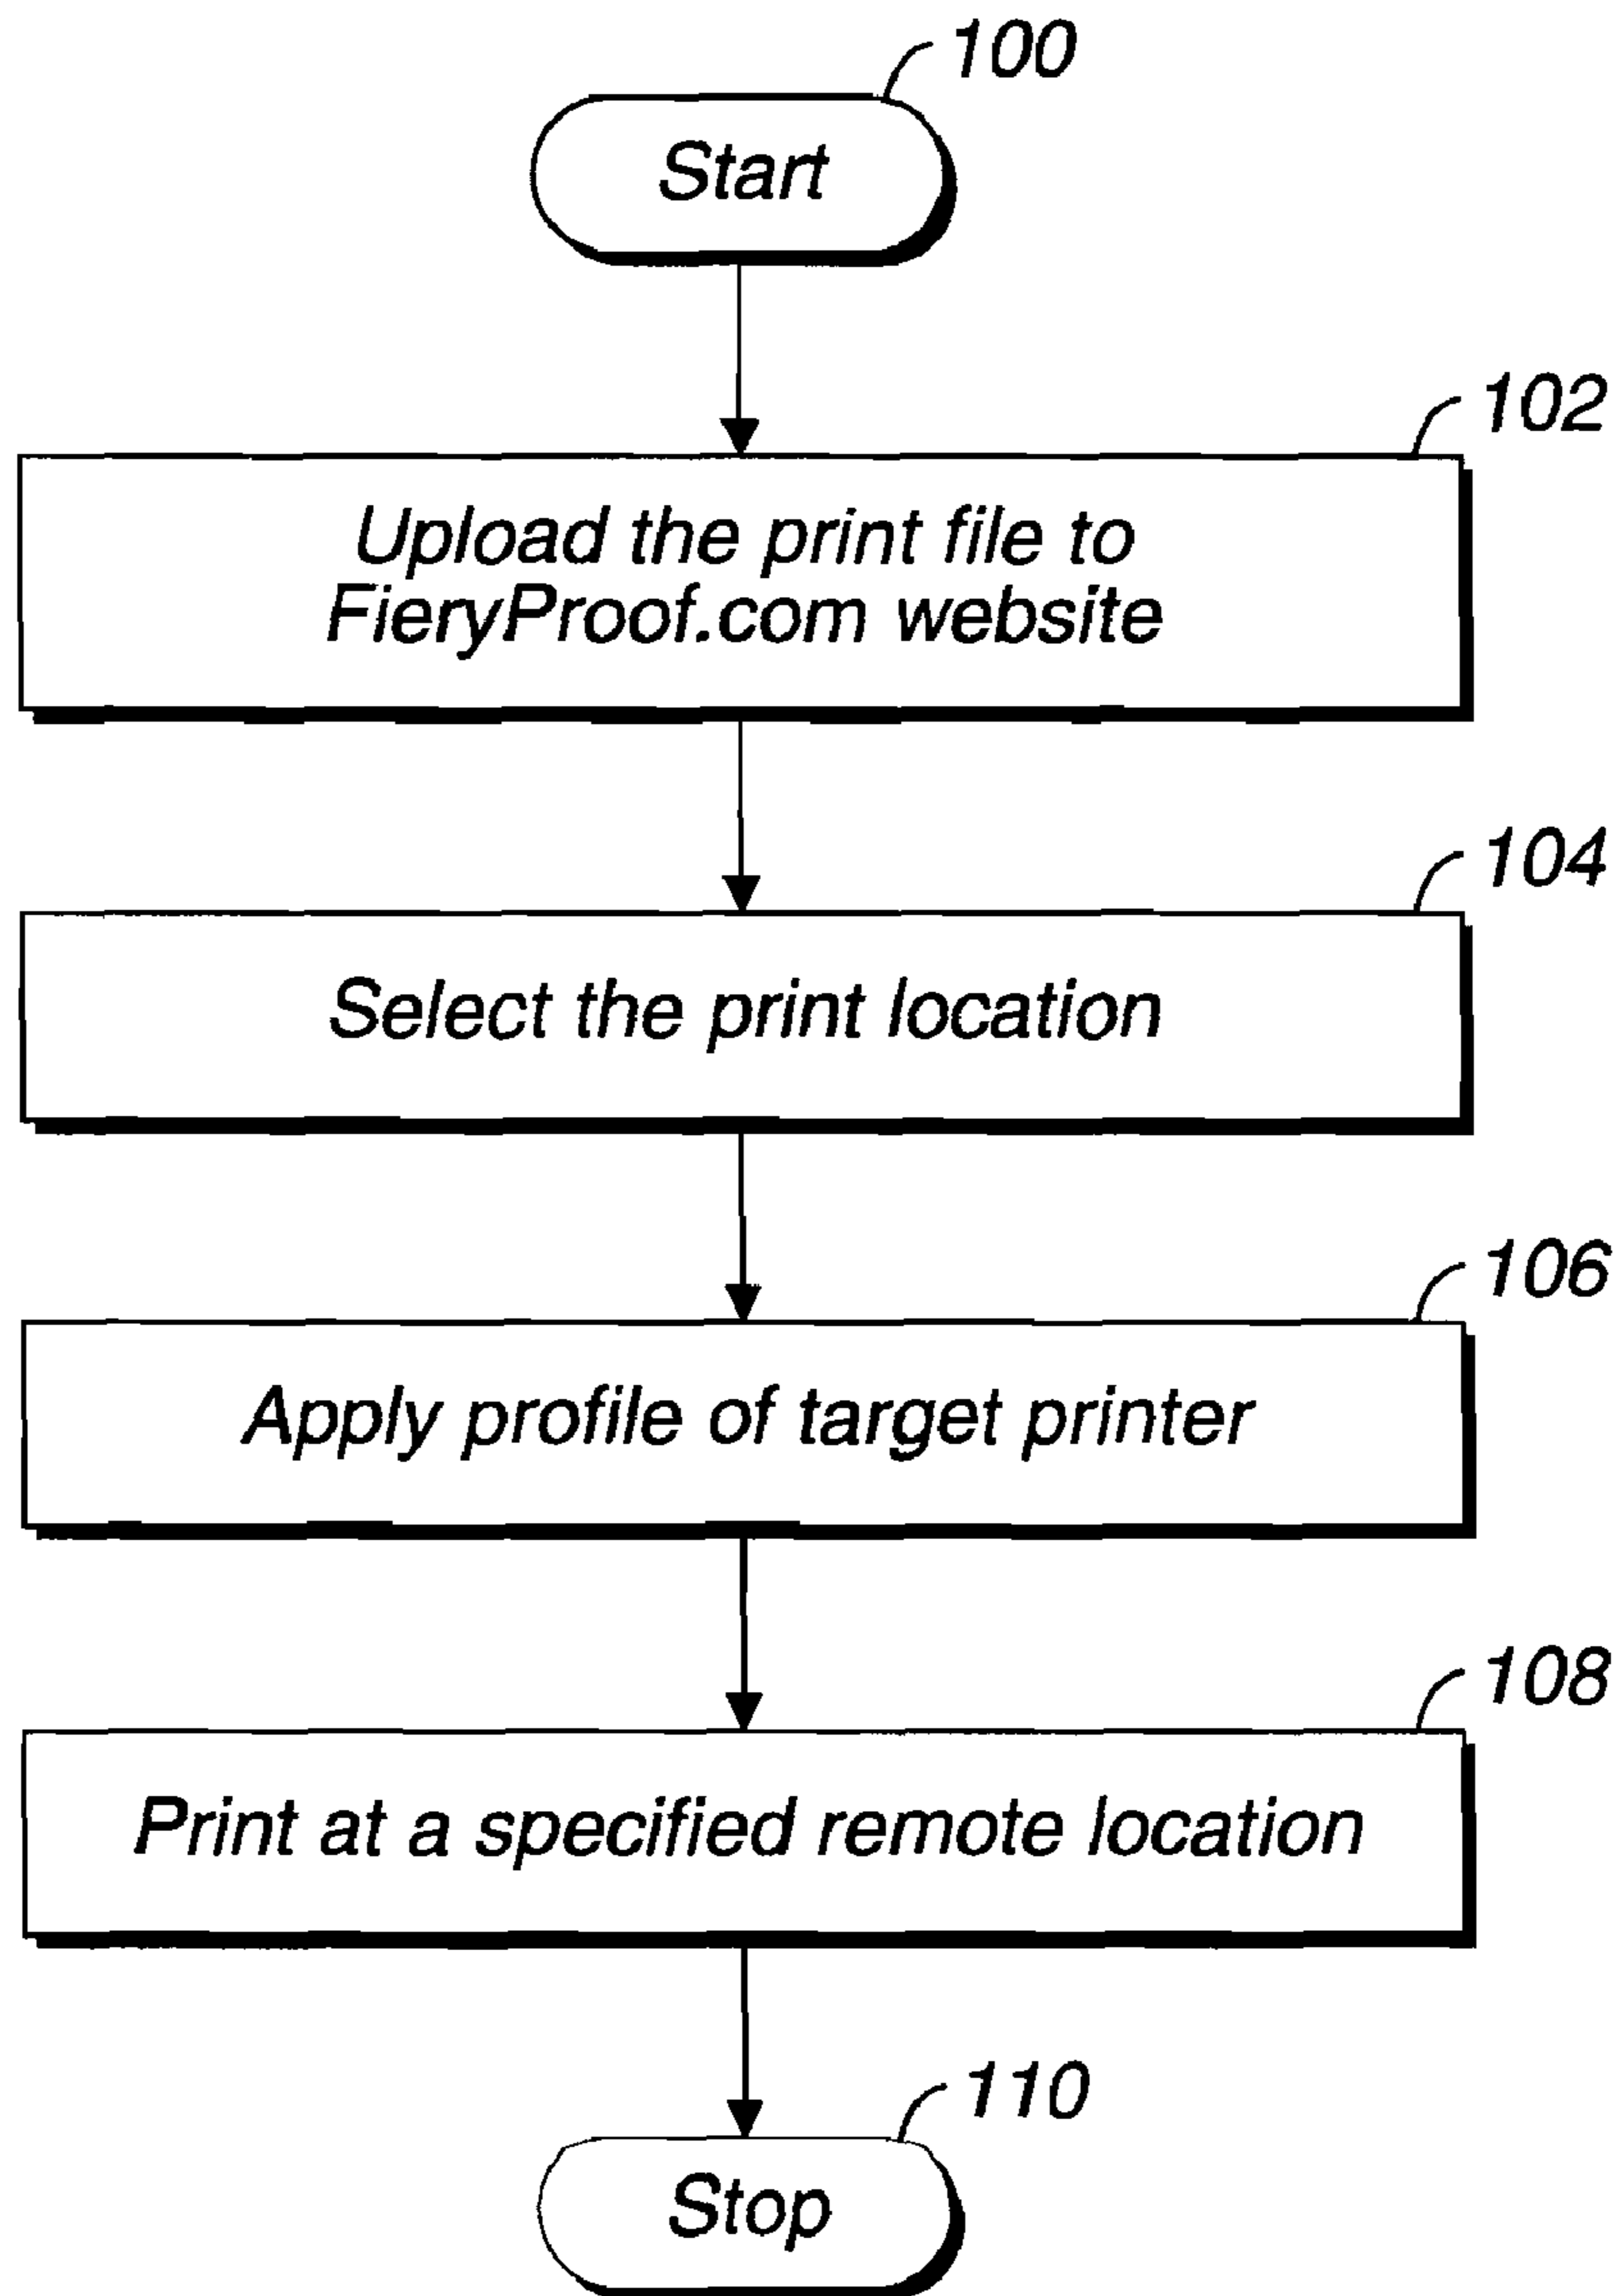 100
Start
102
Upload the print file to
FieryProof.com website
104
Select the print location
106
Apply profile of target printer
108
Print at a specified remote location
110
Stop